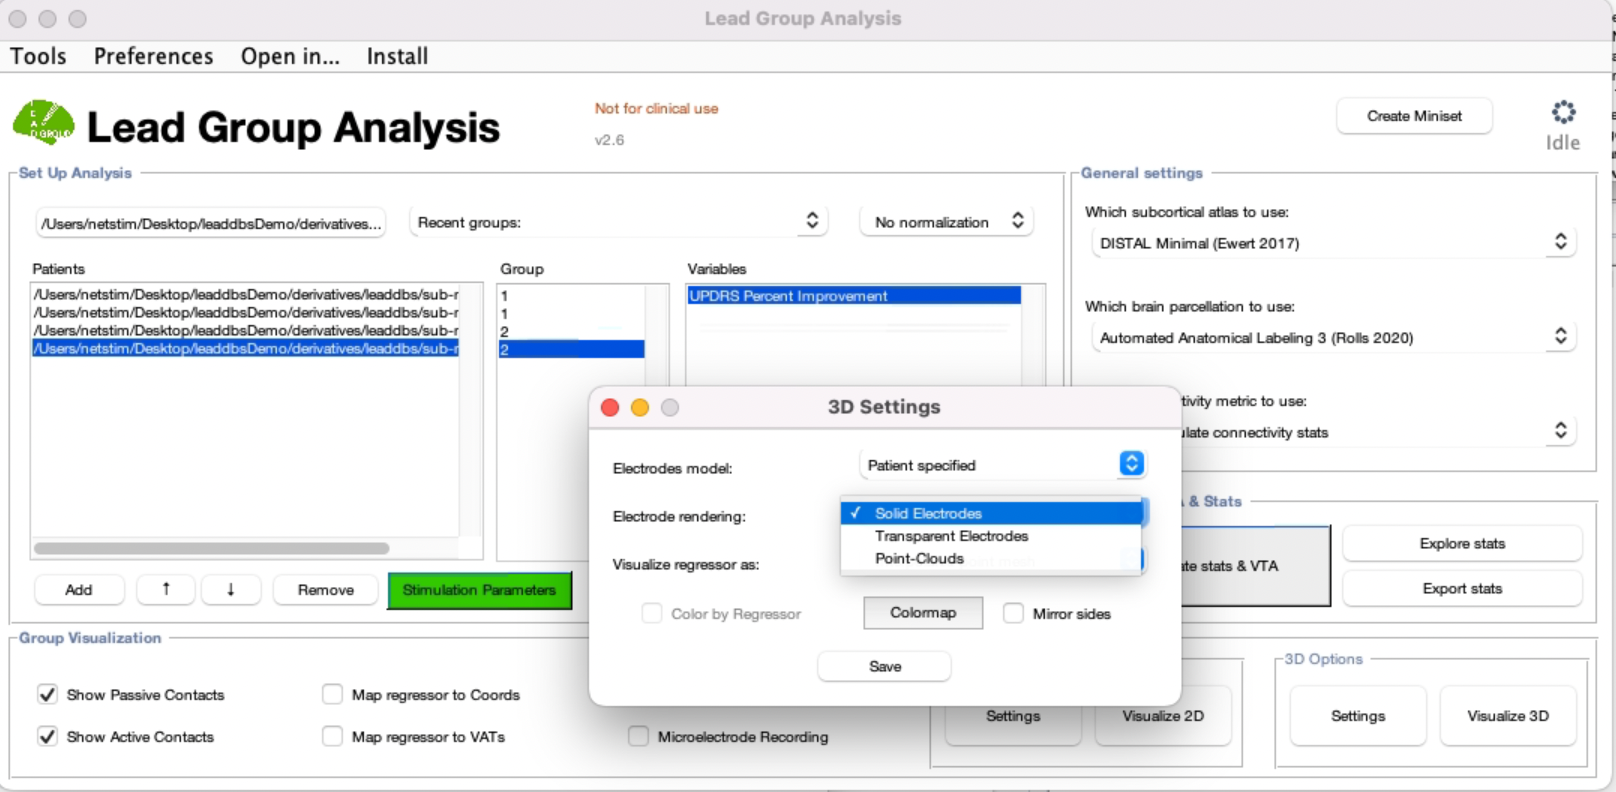 Lead Group Analysis
Tools Preferences Open in... Install
Lead Group Analysis
Not for clinical use
v2.6
Create Miniset
Idle
Set Up Analysis
/Users/netstim/Desktop/leaddbsDemo/derivatives...
Recent groups:
No normalization
Patients
/Users/netstim/Desktop/leaddbsDemo/derivatives/leaddbs/sub-r
/Users/netstim/Desktop/leaddbsDemo/derivatives/leaddbs/sub-r
/Users/netstim/Desktop/leaddbsDemo/derivatives/leaddbs/sub-r
/Users/netstim/Desktop/leaddbsDemo/derivatives/leaddbs/sub-r
Group
1
1
2
2
Variables
UPDRS Percent Improvement
Add
↑
↓
Remove
Stimulation Parameters
General settings
Which subcortical atlas to use:
DISTAL Minimal (Ewert 2017)
Which brain parcellation to use:
Automated Anatomical Labeling 3 (Rolls 2020)
tivity metric to use:
ulate connectivity stats
& Stats
ate stats & VTA
Explore stats
Export stats
3D Settings
Electrodes model:
Patient specified
Electrode rendering:
✓ Solid Electrodes
Transparent Electrodes
Point-Clouds
Visualize regressor as:
Color by Regressor
Colormap
Mirror sides
Save
Group Visualization
Show Passive Contacts
Map regressor to Coords
Show Active Contacts
Map regressor to VATs
Microelectrode Recording
Settings
Visualize 2D
3D Options
Settings
Visualize 3D